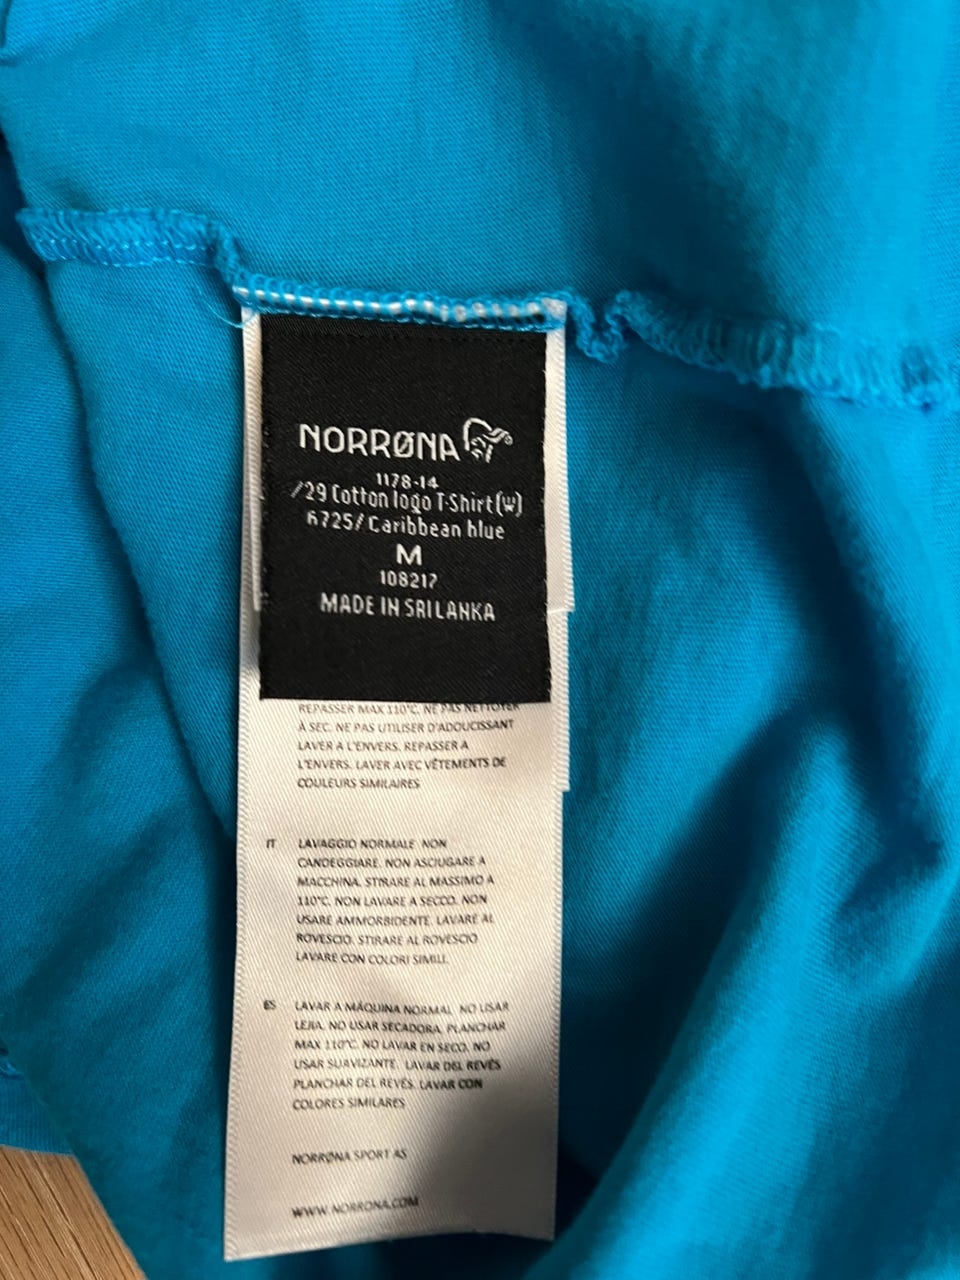 NORRØNA
1178-14
/29 Cotton logo T-Shirt (w)
6725/ Caribbean blue
M
108217
MADE IN SRI LANKA
REPASSER MAX 110°C. NE PAS NETTOYER
À SEC. NE PAS UTILISER D'ADOUCISSANT
LAVER A L'ENVERS. REPASSER A
L'ENVERS. LAVER AVEC VÊTEMENTS DE
COULEURS SIMILAIRES
IT LAVAGGIO NORMALE NON
CANDEGGIARE. NON ASCIUGARE A
MACCHINA. STIRARE AL MASSIMO A
110°C. NON LAVARE A SECCO. NON
USARE AMMORBIDENTE. LAVARE AL
ROVESCIO. STIRARE AL ROVESCIO
LAVARE CON COLORI SIMILI.
ES LAVAR A MÁQUINA NORMAL NO USAR
LEJIA. NO USAR SECADORA. PLANCHAR
MAX 110°C. NO LAVAR EN SECO. NO
USAR SUAVIZANTE. LAVAR DEL REVÉS
PLANCHAR DEL REVÉS. LAVAR CON
COLORES SIMILARES
NORRØNA SPORT AS
WWW.NORRONA.COM